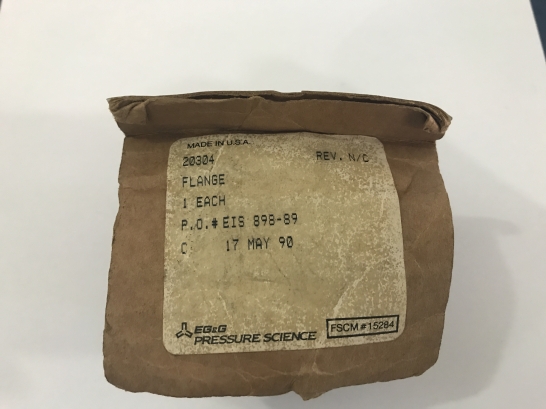 MADE IN U.S.A.
20304 REV. N/C
FLANGE
1 EACH
P.O.# EIS 898-89
C: 17 MAY 90
EG&G
PRESSURE SCIENCE FSCM #15284